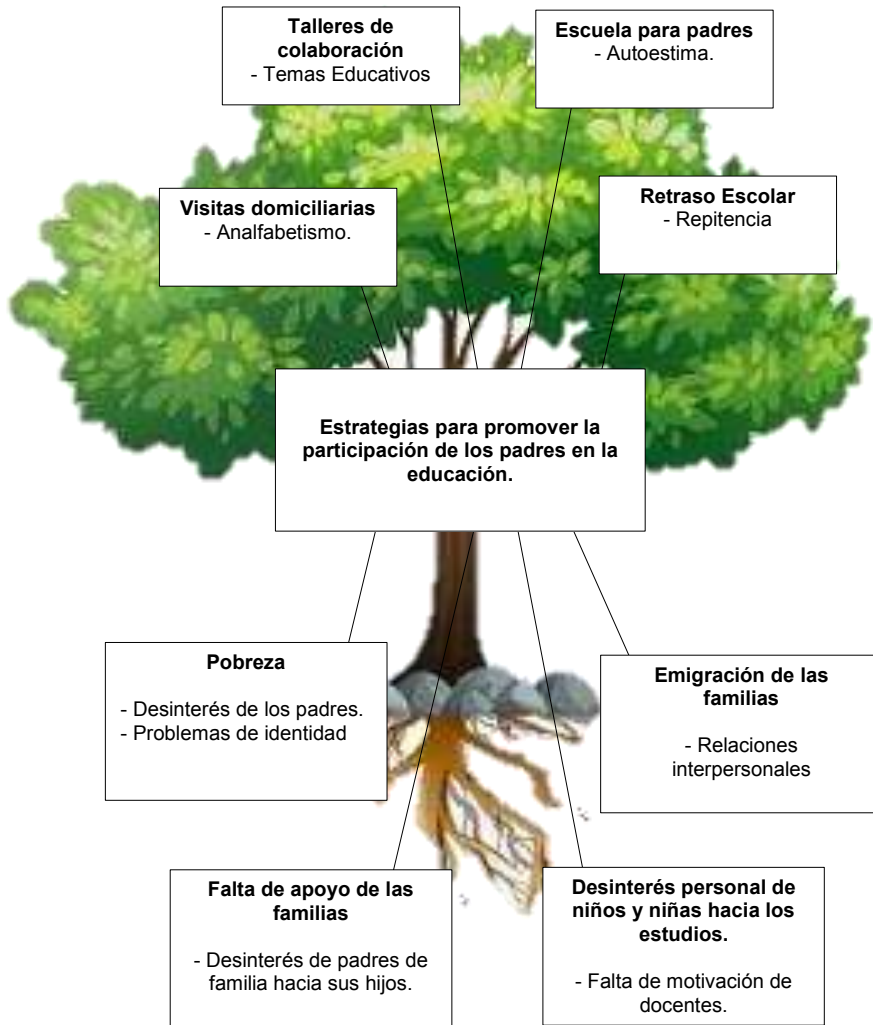 Talleres de
colaboración
- Temas Educativos
Escuela para padres
- Autoestima.
Visitas domiciliarias
- Analfabetismo.
Retraso Escolar
- Repitencia
Estrategias para promover la
participación de los padres en la
educación.
Pobreza
- Desinterés de los padres.
- Problemas de identidad
Emigración de las
familias
- Relaciones
interpersonales
Falta de apoyo de las
familias
- Desinterés de padres de
familia hacia sus hijos.
Desinterés personal de
niños y niñas hacia los
estudios.
- Falta de motivación de
docentes.